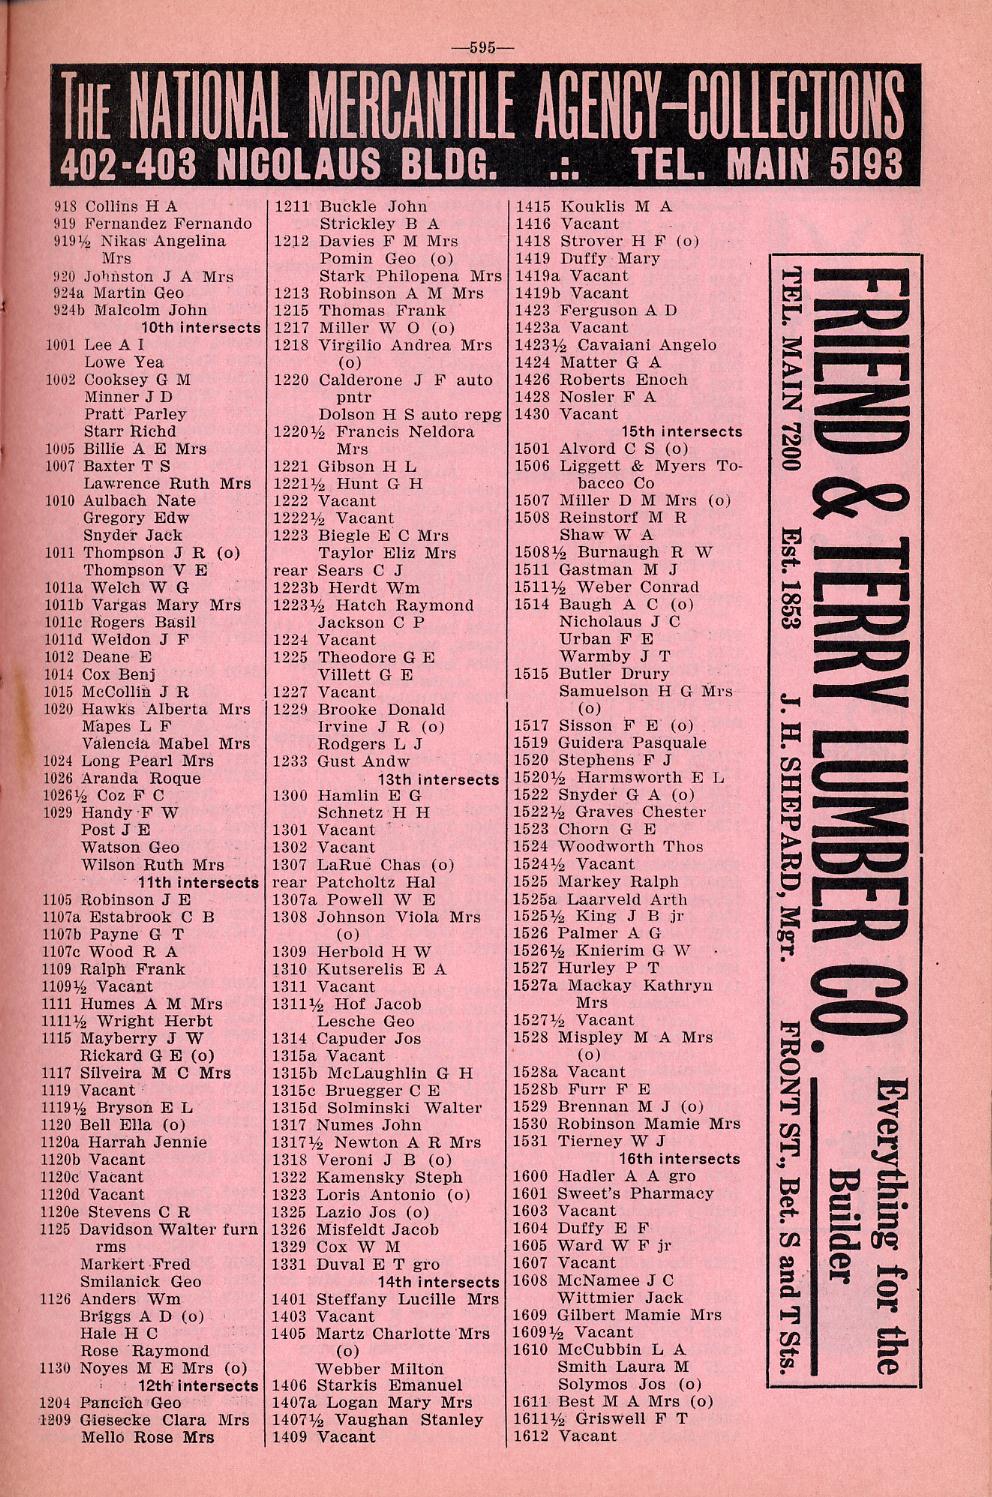 —595—
THE NATIONAL MERCANTILE AGENCY–COLLECTIONS
402-403 NICOLAUS BLDG. .:. TEL. MAIN 5193
918 Collins H A
919 Fernandez Fernando
919½ Nikas Angelina
Mrs
920 Johnston J A Mrs
924a Martin Geo
924b Malcolm John
10th intersects
1001 Lee A I
Lowe Yea
1002 Cooksey G M
Minner J D
Pratt Parley
Starr Richd
1005 Billie A E Mrs
1007 Baxter T S
Lawrence Ruth Mrs
1010 Aulbach Nate
Gregory Edw
Snyder Jack
1011 Thompson J R (o)
Thompson V E
1011a Welch W G
1011b Vargas Mary Mrs
1011c Rogers Basil
1011d Weldon J F
1012 Deane E
1014 Cox Benj
1015 McCollin J R
1020 Hawks Alberta Mrs
Mapes L F
Valencia Mabel Mrs
1024 Long Pearl Mrs
1026 Aranda Roque
1026½ Coz F C
1029 Handy F W
Post J E
Watson Geo
Wilson Ruth Mrs
11th intersects
1105 Robinson J E
1107a Estabrook C B
1107b Payne G T
1107c Wood R A
1109 Ralph Frank
1109½ Vacant
1111 Humes A M Mrs
1111½ Wright Herbt
1115 Mayberry J W
Rickard G E (o)
1117 Silveira M C Mrs
1119 Vacant
1119½ Bryson E L
1120 Bell Ella (o)
1120a Harrah Jennie
1120b Vacant
1120c Vacant
1120d Vacant
1120e Stevens C R
1125 Davidson Walter furn
rms
Markert Fred
Smilanick Geo
1126 Anders Wm
Briggs A D (o)
Hale H C
Rose Raymond
1130 Noyes M E Mrs (o)
12th intersects
1204 Pancich Geo
1209 Giesecke Clara Mrs
Mello Rose Mrs
1211 Buckle John
Strickley B A
1212 Davies F M Mrs
Pomin Geo (o)
Stark Philopena Mrs
1213 Robinson A M Mrs
1215 Thomas Frank
1217 Miller W O (o)
1218 Virgilio Andrea Mrs
(o)
1220 Calderone J F auto
pntr
Dolson H S auto repg
1220½ Francis Neldora
Mrs
1221 Gibson H L
1221½ Hunt G H
1222 Vacant
1222½ Vacant
1223 Biegle E C Mrs
Taylor Eliz Mrs
rear Sears C J
1223b Herdt Wm
1223½ Hatch Raymond
Jackson C P
1224 Vacant
1225 Theodore G E
Villett G E
1227 Vacant
1229 Brooke Donald
Irvine J R (o)
Rodgers L J
1233 Gust Andw
13th intersects
1300 Hamlin E G
Schnetz H H
1301 Vacant
1302 Vacant
1307 LaRue Chas (o)
rear Patcholtz Hal
1307a Powell W E
1308 Johnson Viola Mrs
(o)
1309 Herbold H W
1310 Kutserelis E A
1311 Vacant
1311½ Hof Jacob
Lesche Geo
1314 Capuder Jos
1315a Vacant
1315b McLaughlin G H
1315c Bruegger C E
1315d Solminski Walter
1317 Numes John
1317½ Newton A R Mrs
1318 Veroni J B (o)
1322 Kamensky Steph
1323 Loris Antonio (o)
1325 Lazio Jos (o)
1326 Misfeldt Jacob
1329 Cox W M
1331 Duval E T gro
14th intersects
1401 Steffany Lucille Mrs
1403 Vacant
1405 Martz Charlotte Mrs
(o)
Webber Milton
1406 Starkis Emanuel
1407a Logan Mary Mrs
1407½ Vaughan Stanley
1409 Vacant
1415 Kouklis M A
1416 Vacant
1418 Strover H F (o)
1419 Duffy Mary
1419a Vacant
1419b Vacant
1423 Ferguson A D
1423a Vacant
1423½ Cavaiani Angelo
1424 Matter G A
1426 Roberts Enoch
1428 Nosler F A
1430 Vacant
15th intersects
1501 Alvord C S (o)
1506 Liggett & Myers To-
bacco Co
1507 Miller D M Mrs (o)
1508 Reinstorf M R
Shaw W A
1508½ Burnaugh R W
1511 Gastman M J
1511½ Weber Conrad
1514 Baugh A C (o)
Nicholaus J C
Urban F E
Warmby J T
1515 Butler Drury
Samuelson H G Mrs
(o)
1517 Sisson F E (o)
1519 Guidera Pasquale
1520 Stephens F J
1520½ Harmsworth E L
1522 Snyder G A (o)
1522½ Graves Chester
1523 Chorn G E
1524 Woodworth Thos
1524½ Vacant
1525 Markey Ralph
1525a Laarveld Arth
1525½ King J B jr
1526 Palmer A G
1526½ Knierim G W
1527 Hurley P T
1527a Mackay Kathryn
Mrs
1527½ Vacant
1528 Mispley M A Mrs
(o)
1528a Vacant
1528b Furr F E
1529 Brennan M J (o)
1530 Robinson Mamie Mrs
1531 Tierney W J
16th intersects
1600 Hadler A A gro
1601 Sweet's Pharmacy
1603 Vacant
1604 Duffy E F
1605 Ward W F jr
1607 Vacant
1608 McNamee J C
Wittmier Jack
1609 Gilbert Mamie Mrs
1609½ Vacant
1610 McCubbin L A
Smith Laura M
Solymos Jos (o)
1611 Best M A Mrs (o)
1611½ Griswell F T
1612 Vacant
FRIEND & TERRY LUMBER CO.
Everything for the
Builder
TEL. MAIN 7200 Est. 1853 J. H. SHEPARD, Mgr. FRONT ST., Bet. S and T Sts.